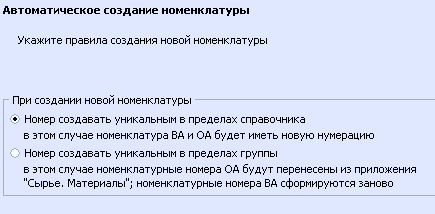 Автоматическое создание номенклатуры
Укажите правила создания новой номенклатуры
При создании новой номенклатуры
Номер создавать уникальным в пределах справочника
в этом случае номенклатура ВА и ОА будет иметь новую нумерацию
Номер создавать уникальным в пределах группы
в этом случае номенклатурные номера ОА будут перенесены из приложения
"Сырье. Материалы"; номенклатурные номера ВА сформируются заново